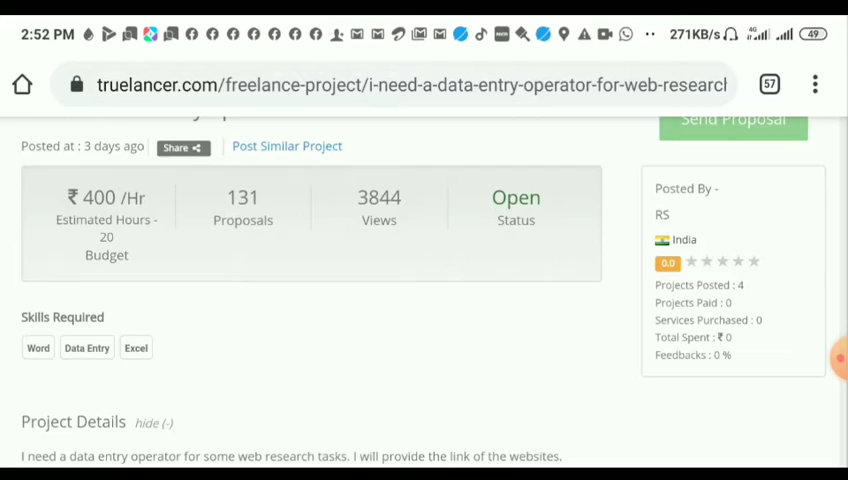 2:52 PM
271KB/s 4G 49
truelancer.com/freelance-project/i-need-a-data-entry-operator-for-web-research
57
Send Proposal
Posted at : 3 days ago
Share
Post Similar Project
₹ 400 /Hr
Estimated Hours -
20
Budget
131
Proposals
3844
Views
Open
Status
Posted By -
RS
India
0.0
Projects Posted : 4
Projects Paid : 0
Services Purchased : 0
Total Spent : ₹ 0
Feedbacks : 0 %
Skills Required
Word
Data Entry
Excel
Project Details hide (-)
I need a data entry operator for some web research tasks. I will provide the link of the websites.